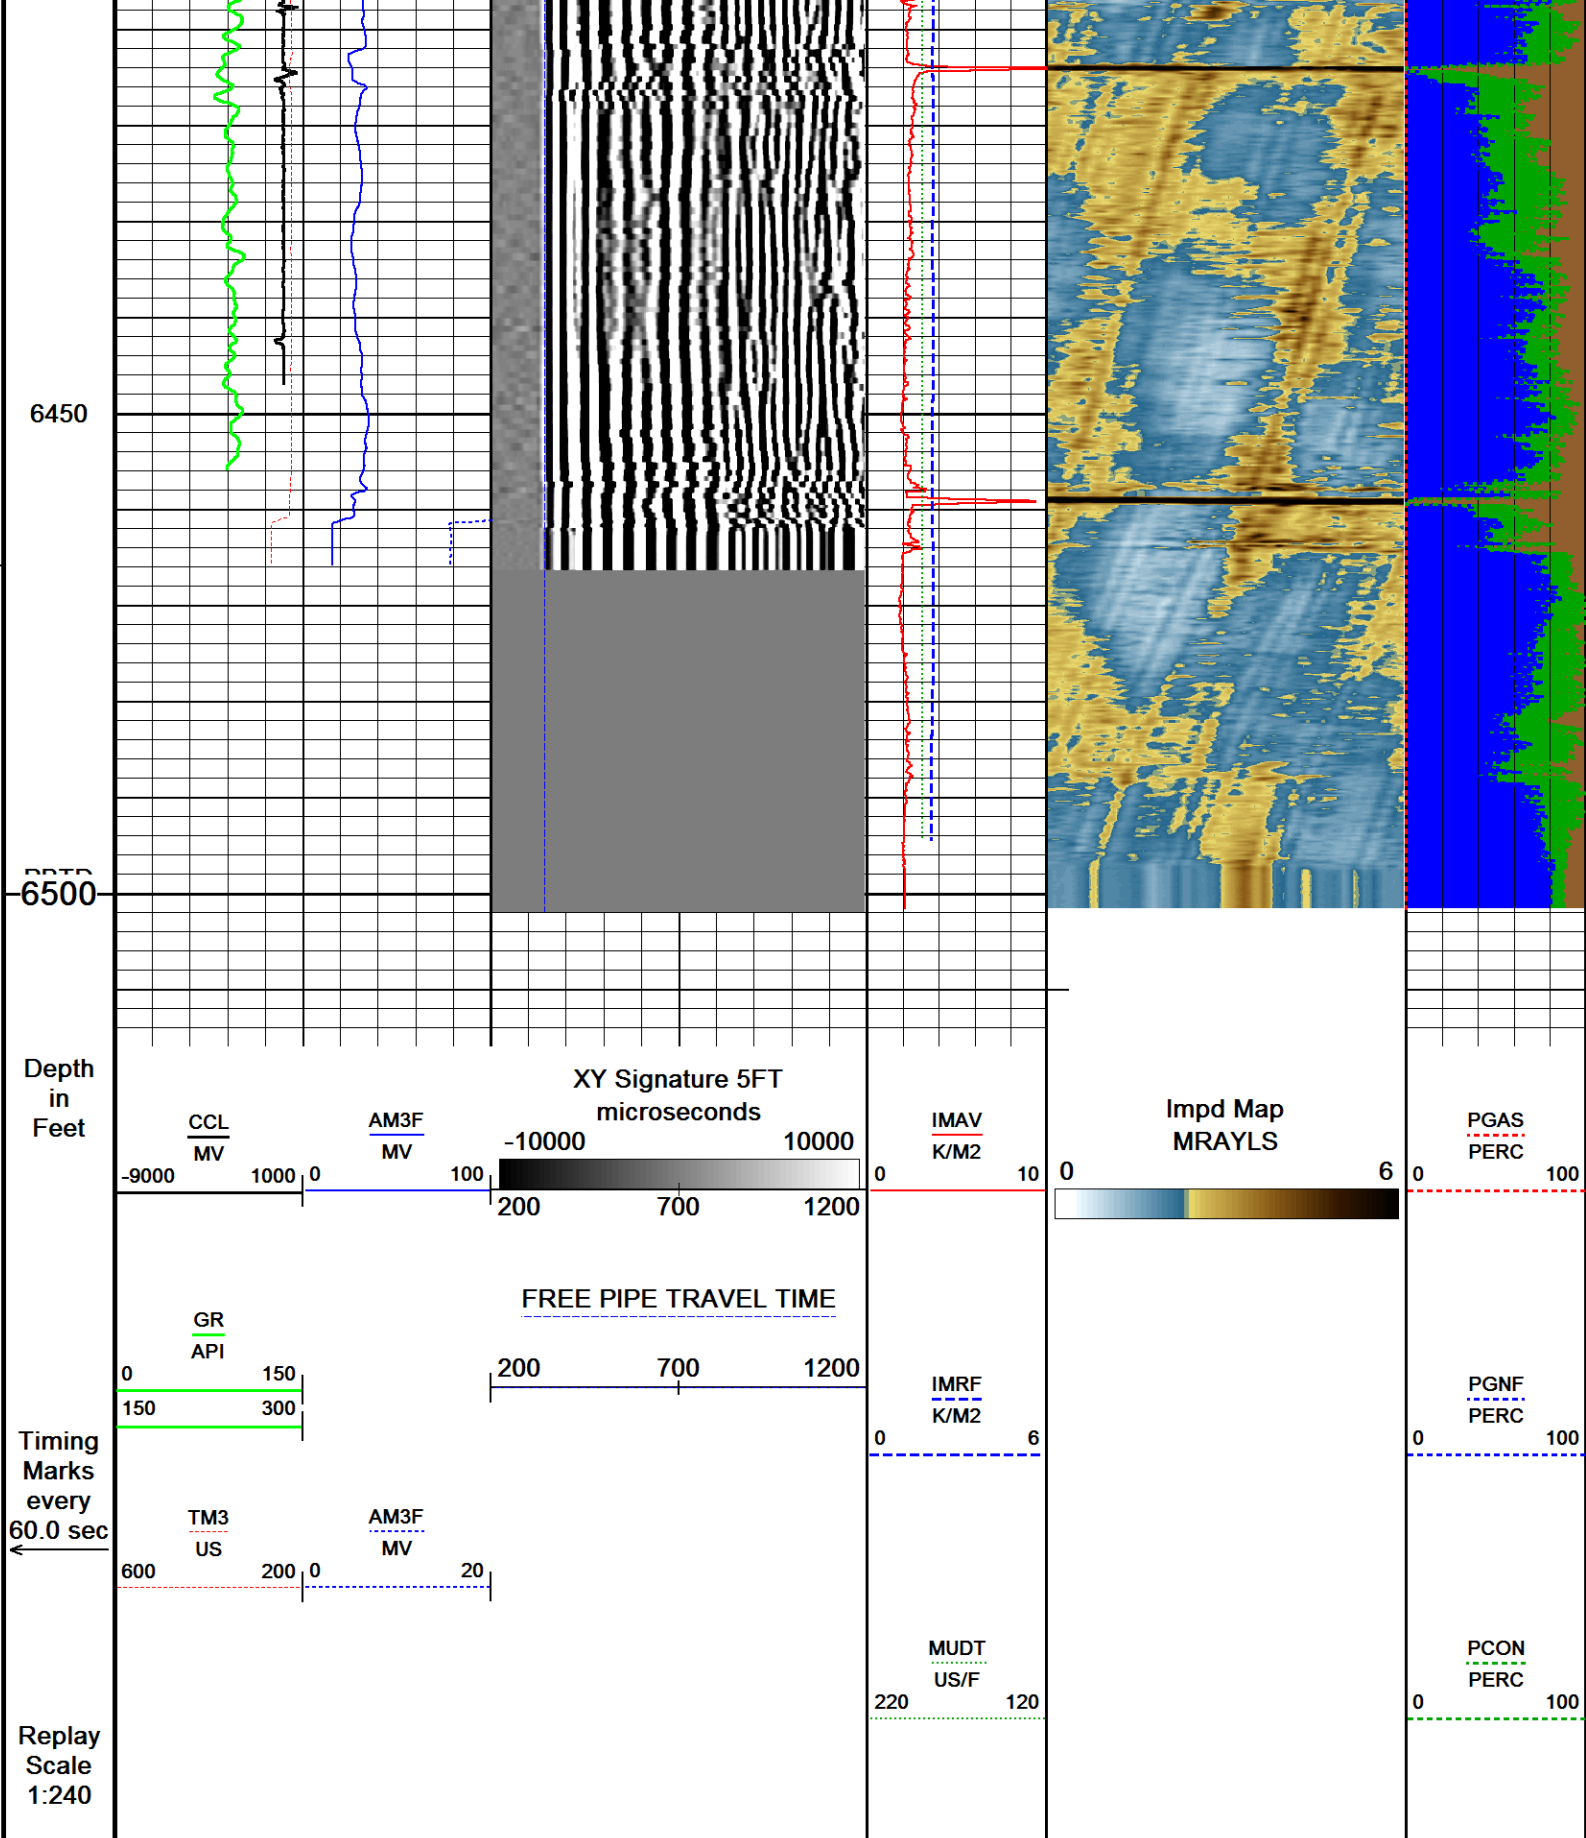 6450
6500
Depth
in
Feet
Timing
Marks
every
60.0 sec
Replay
Scale
1:240
CCL
MV
-9000 1000
GR
API
0 150
150 300
TM3
US
600 200
AM3F
MV
0 100
AM3F
MV
0 20
XY Signature 5FT
microseconds
-10000 10000
200 700 1200
FREE PIPE TRAVEL TIME
200 700 1200
IMAV
K/M2
0 10
IMRF
K/M2
0 6
MUDT
US/F
220 120
Impd Map
MRAYLS
0 6
PGAS
PERC
0 100
PGNF
PERC
0 100
PCON
PERC
0 100